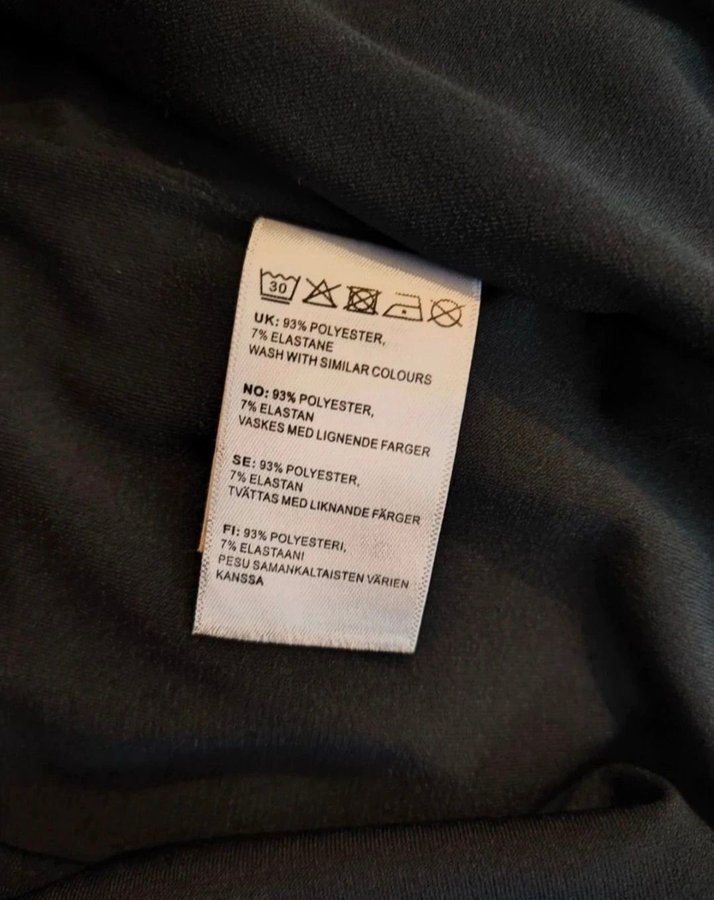 30
UK: 93% POLYESTER,
7% ELASTANE
WASH WITH SIMILAR COLOURS
NO: 93% POLYESTER,
7% ELASTAN
VASKES MED LIGNENDE FARGER
SE: 93% POLYESTER,
7% ELASTAN
TVÄTTAS MED LIKNANDE FÄRGER
FI: 93% POLYESTERI,
7% ELASTAANI
PESU SAMANKALTAISTEN VÄRIEN
KANSSA